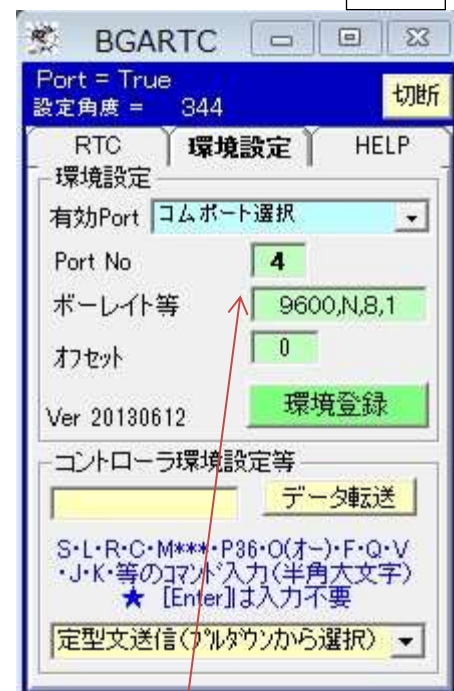 BGARTC
Port = True
設定角度 = 344
切断
RTC 環境設定 HELP
環境設定
有効Port コムポート選択
Port No 4
ボーレイト等 9600,N,8,1
オフセット 0
Ver 20130612 環境登録
コントローラ環境設定等
データ転送
S・L・R・C・M***・P36・O(オー)・F・Q・V
・J・K・等のコマンド入力(半角大文字)
★ [Enter]は入力不要
定型文送信(プルダウンから選択)